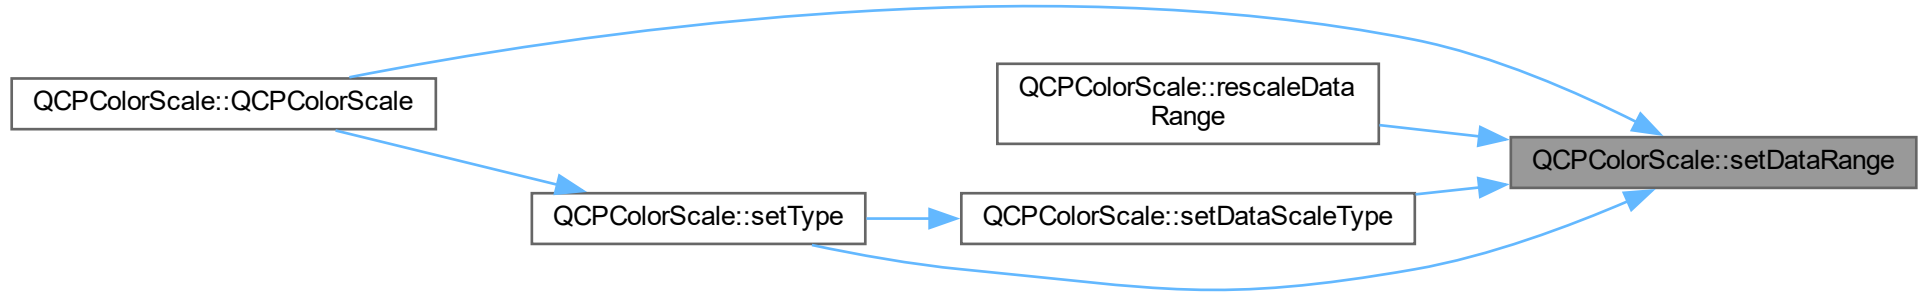 QCPColorScale::QCPColorScale
QCPColorScale::rescaleData
Range
QCPColorScale::setDataRange
QCPColorScale::setType
QCPColorScale::setDataScaleType